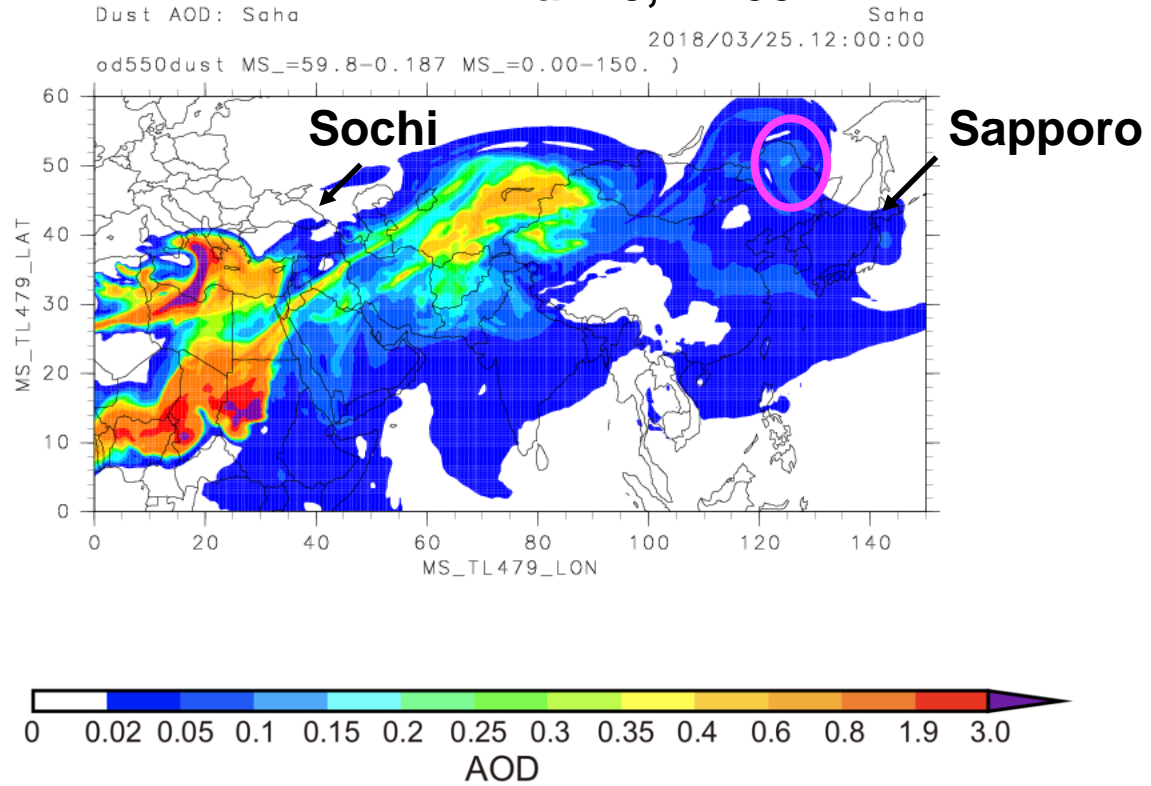 Dust AOD: Saha
Saha
2018/03/25.12:00:00
od550dust MS_=59.8-0.187 MS_=0.00-150. )
60
50
40
30
20
10
0
MS_TL479_LAT
Sochi
Sapporo
0 20 40 60 80 100 120 140
MS_TL479_LON
0 0.02 0.05 0.1 0.15 0.2 0.25 0.3 0.35 0.4 0.6 0.8 1.9 3.0
AOD